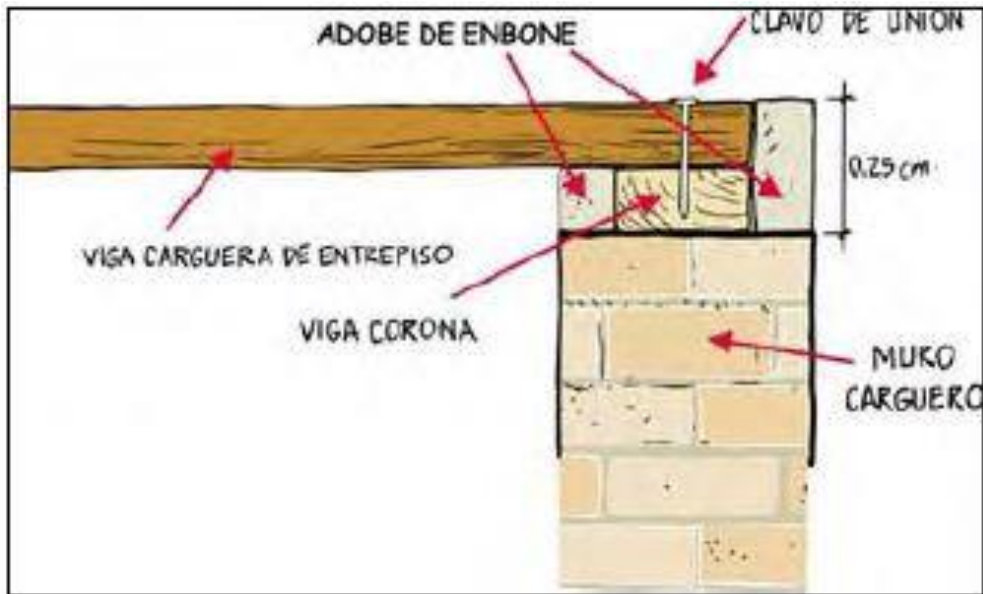 CLAVO DE UNION
ADOBE DE ENBONE
0.25 cm.
VIGA CARGUERA DE ENTREPISO
VIGA CORONA
MURO
CARGUERO